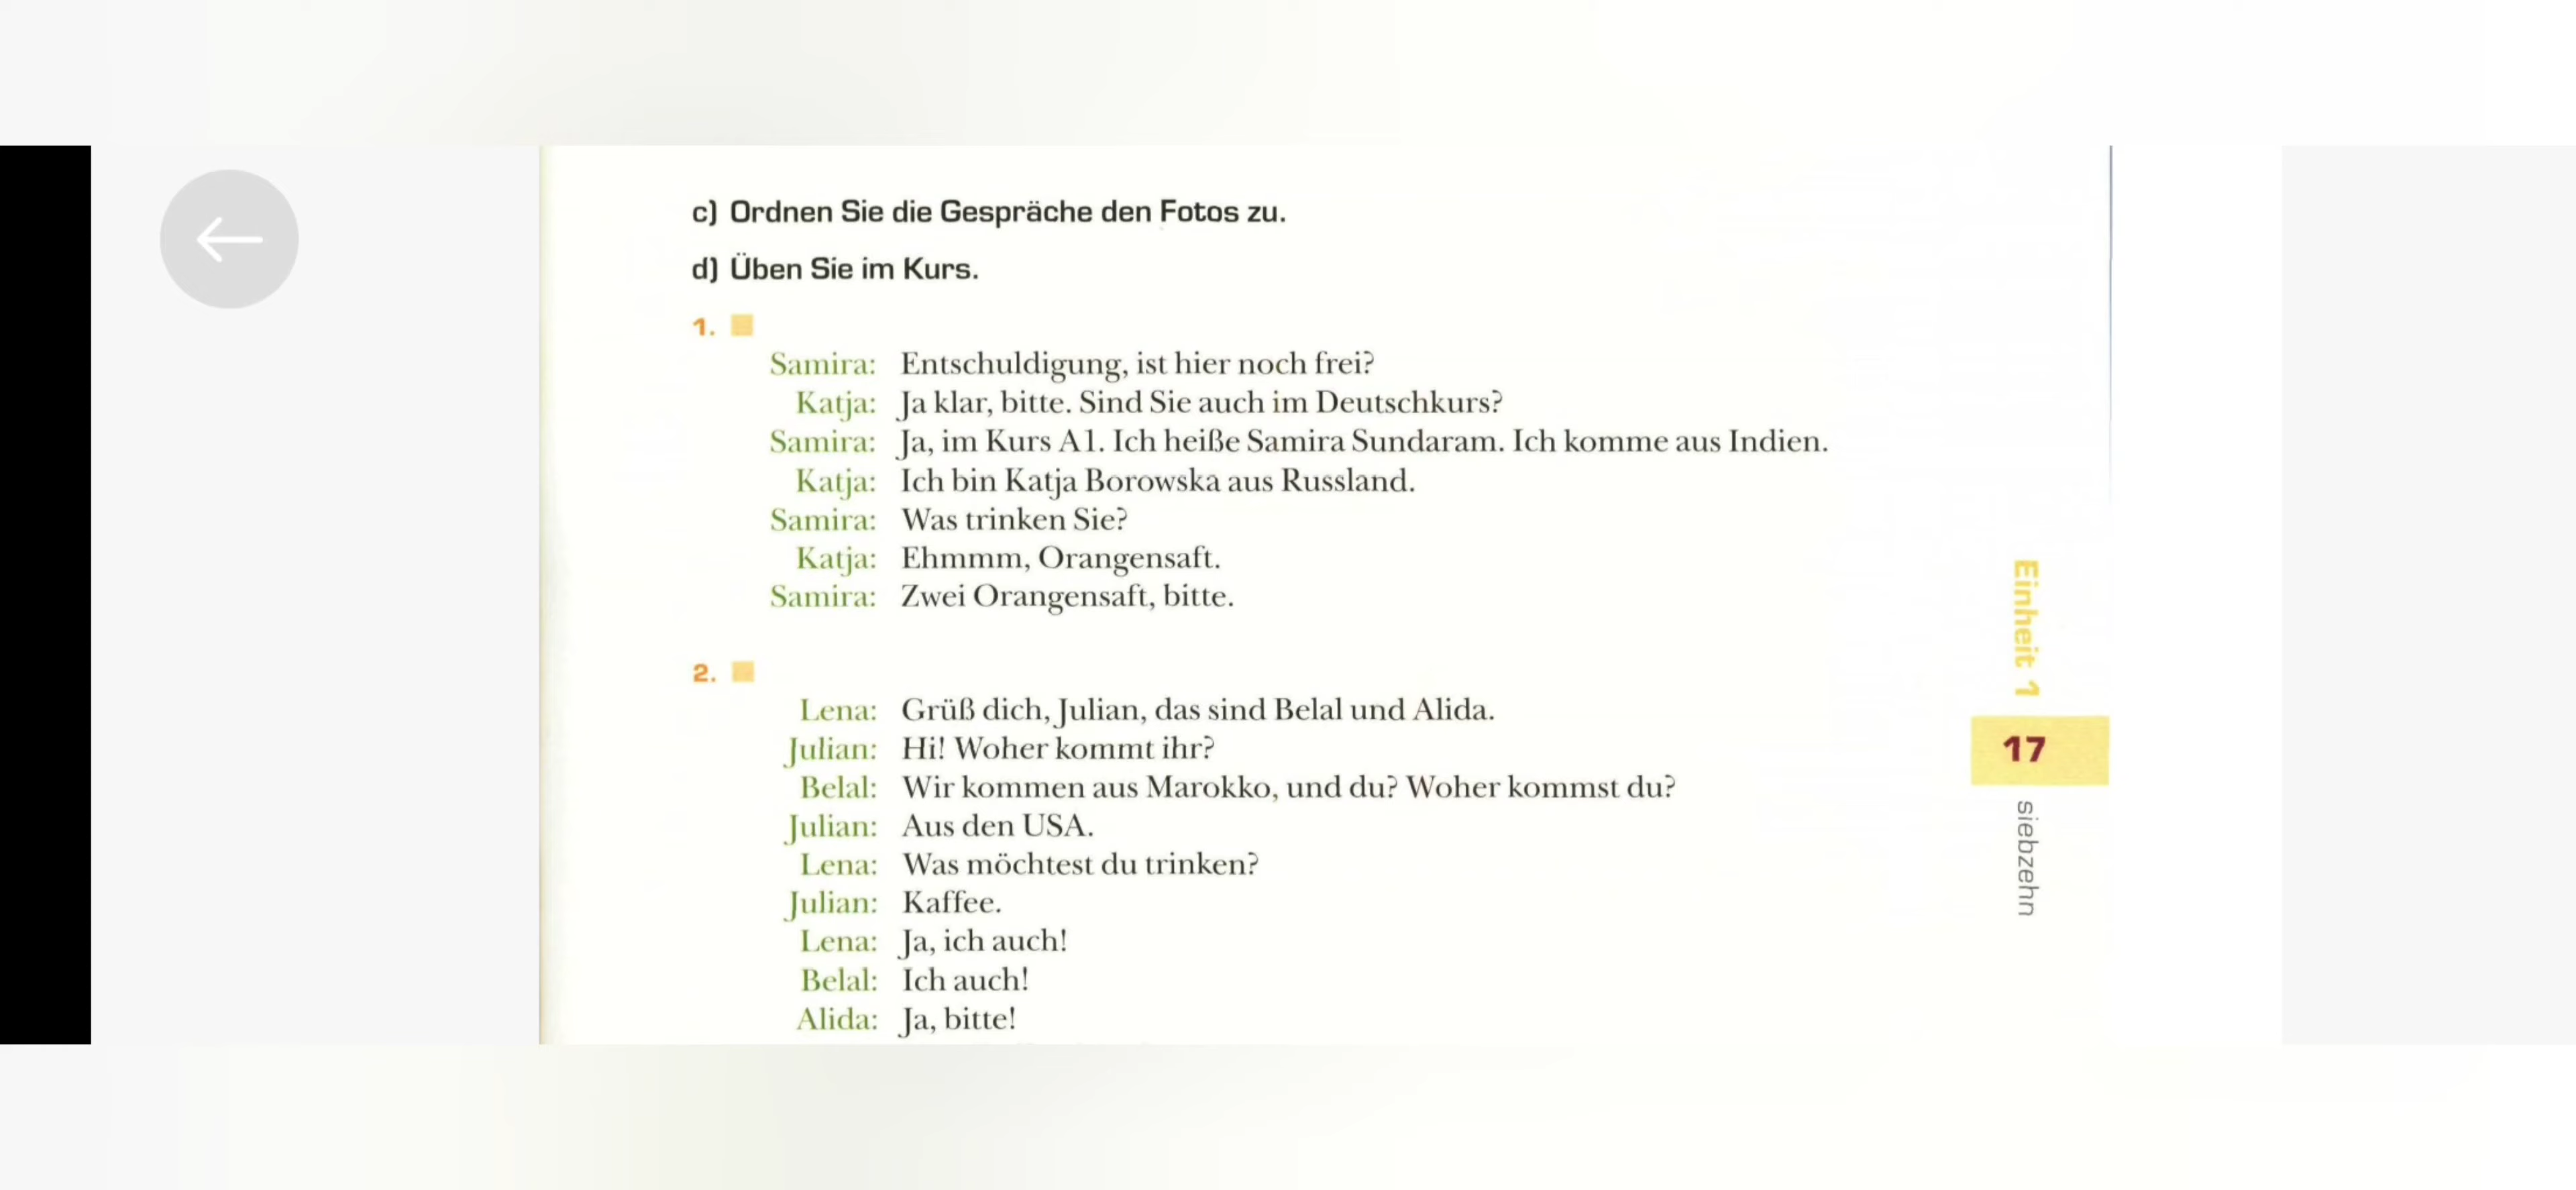 c) Ordnen Sie die Gespräche den Fotos zu.
d) Üben Sie im Kurs.
1.
Samira: Entschuldigung, ist hier noch frei?
Katja: Ja klar, bitte. Sind Sie auch im Deutschkurs?
Samira: Ja, im Kurs A1. Ich heiße Samira Sundaram. Ich komme aus Indien.
Katja: Ich bin Katja Borowska aus Russland.
Samira: Was trinken Sie?
Katja: Ehmmm, Orangensaft.
Samira: Zwei Orangensaft, bitte.
2.
Lena: Grüß dich, Julian, das sind Belal und Alida.
Julian: Hi! Woher kommt ihr?
Belal: Wir kommen aus Marokko, und du? Woher kommst du?
Julian: Aus den USA.
Lena: Was möchtest du trinken?
Julian: Kaffee.
Lena: Ja, ich auch!
Belal: Ich auch!
Alida: Ja, bitte!
Einheit 1
17
siebzehn